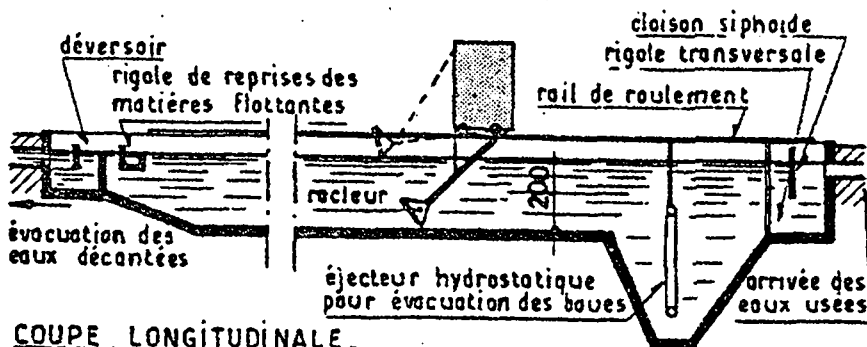 déversoir
rigole de reprises des
matières flottantes
cloison siphoïde
rigole transversale
rail de roulement
racleur
200
évacuation des
eaux décantées
éjecteur hydrostatique
pour évacuation des boues
arrivée des
eaux usées
COUPE LONGITUDINALE